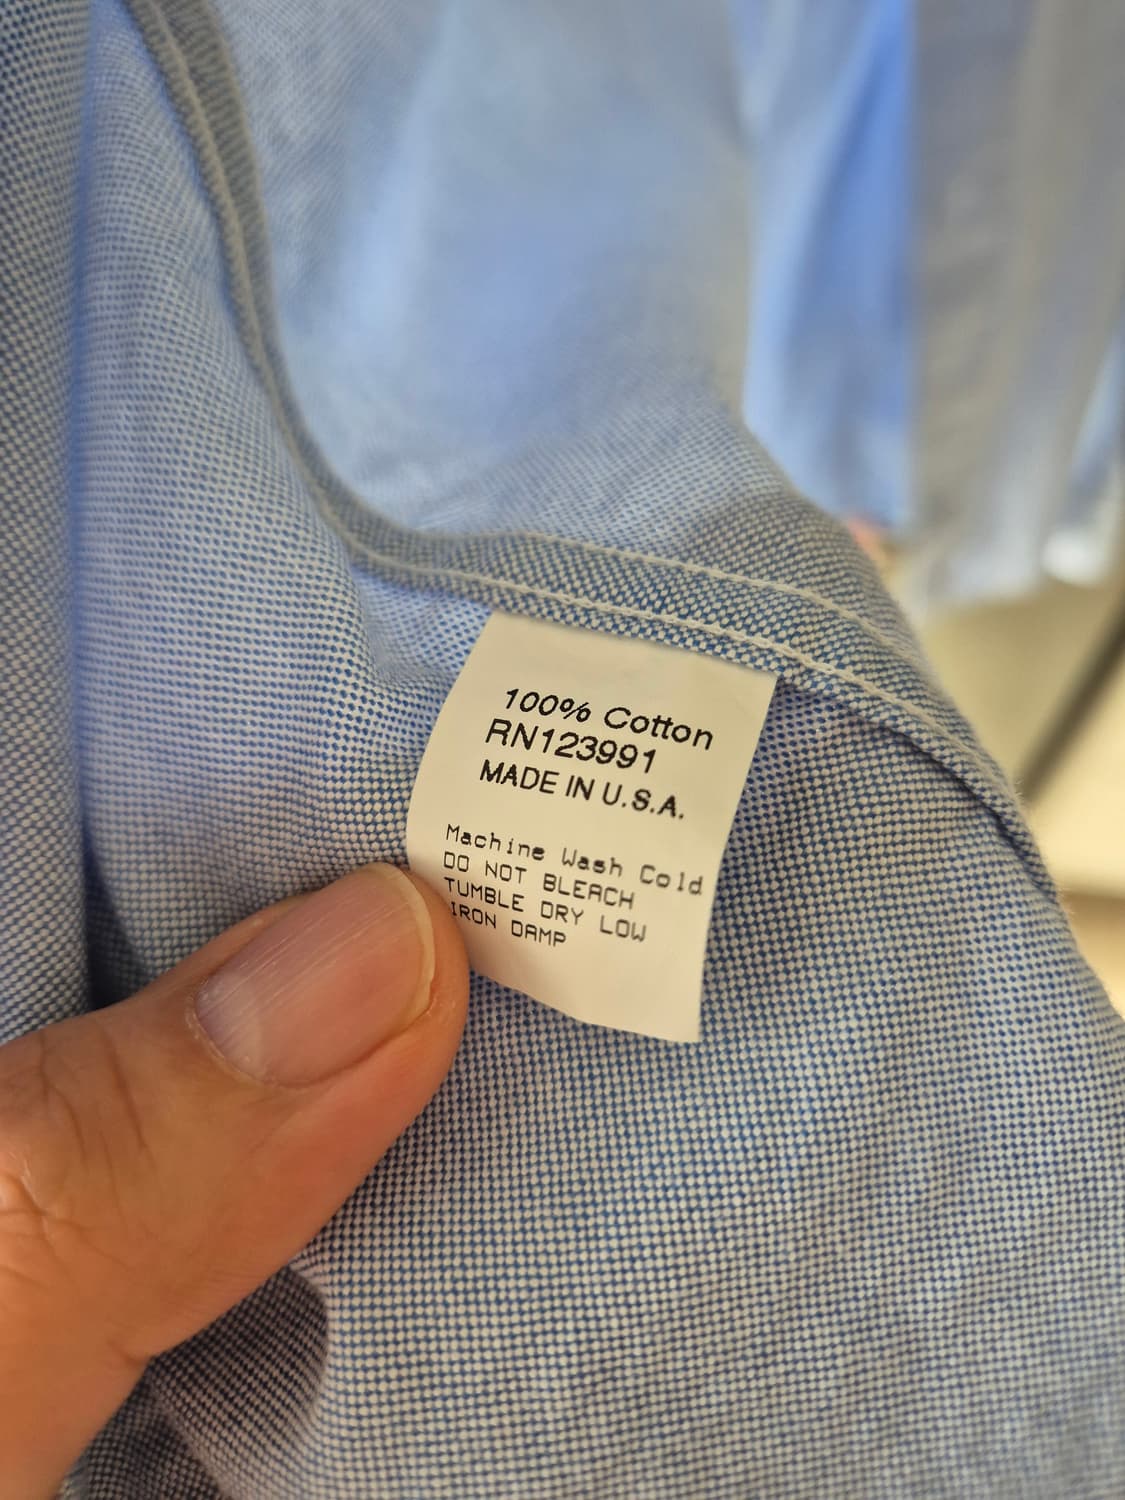 100% Cotton
RN123991
MADE IN U.S.A.
Machine Wash Cold
DO NOT BLEACH
TUMBLE DRY LOW
IRON DAMP